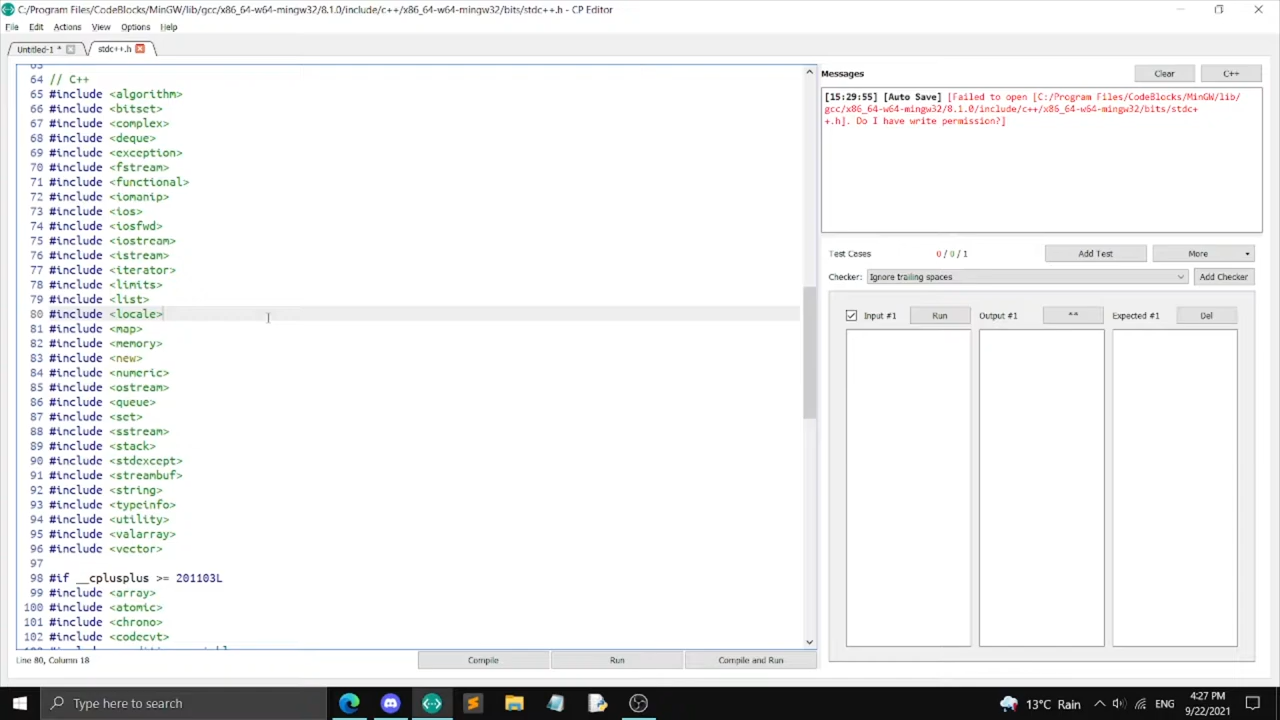 C:/Program Files/CodeBlocks/MinGW/lib/gcc/x86_64-w64-mingw32/8.1.0/include/c++/x86_64-w64-mingw32/bits/stdc++.h - CP Editor
File Edit Actions View Options Help
Untitled-1 * stdc++.h
63
64 // C++
65 #include <algorithm>
66 #include <bitset>
67 #include <complex>
68 #include <deque>
69 #include <exception>
70 #include <fstream>
71 #include <functional>
72 #include <iomanip>
73 #include <ios>
74 #include <iosfwd>
75 #include <iostream>
76 #include <istream>
77 #include <iterator>
78 #include <limits>
79 #include <list>
80 #include <locale>
81 #include <map>
82 #include <memory>
83 #include <new>
84 #include <numeric>
85 #include <ostream>
86 #include <queue>
87 #include <set>
88 #include <sstream>
89 #include <stack>
90 #include <stdexcept>
91 #include <streambuf>
92 #include <string>
93 #include <typeinfo>
94 #include <utility>
95 #include <valarray>
96 #include <vector>
97
98 #if __cplusplus >= 201103L
99 #include <array>
100 #include <atomic>
101 #include <chrono>
102 #include <codecvt>
Line 80, Column 18
Compile Run Compile and Run
Messages Clear C++
[15:29:55] [Auto Save] [Failed to open [C:/Program Files/CodeBlocks/MinGW/lib/
gcc/x86_64-w64-mingw32/8.1.0/include/c++/x86_64-w64-mingw32/bits/stdc+
+.h]. Do I have write permission?]
Test Cases 0 / 0 / 1 Add Test More
Checker: Ignore trailing spaces Add Checker
Input #1 Run Output #1 ^^ Expected #1 Del
Type here to search
13°C Rain ENG
4:27 PM
9/22/2021